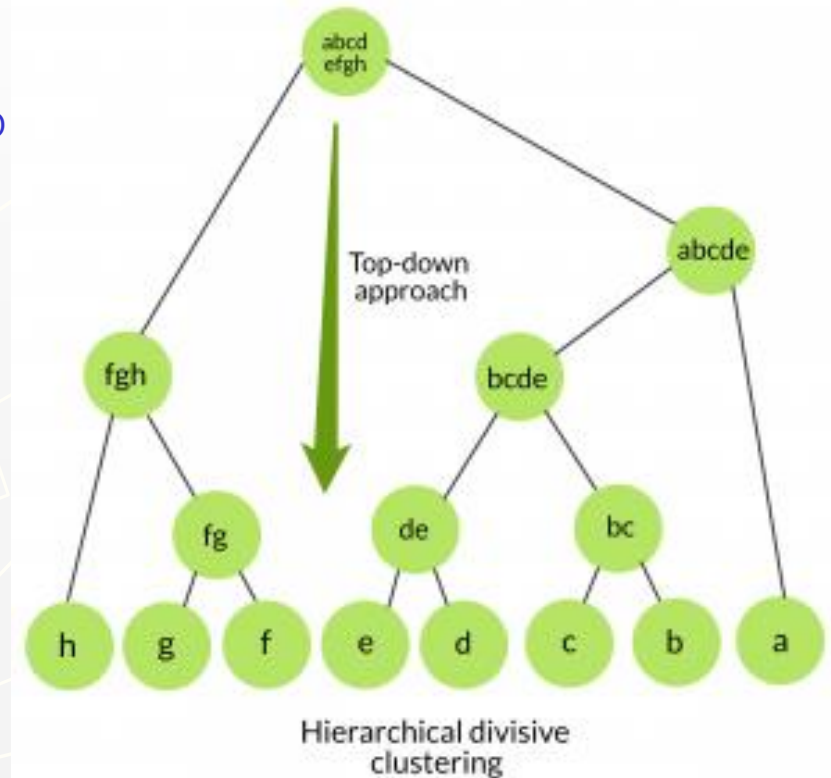 abcd
efgh
abcde
Top-down
approach
fgh
bcde
fg
de
bc
h
g
f
e
d
c
b
a
Hierarchical divisive
clustering